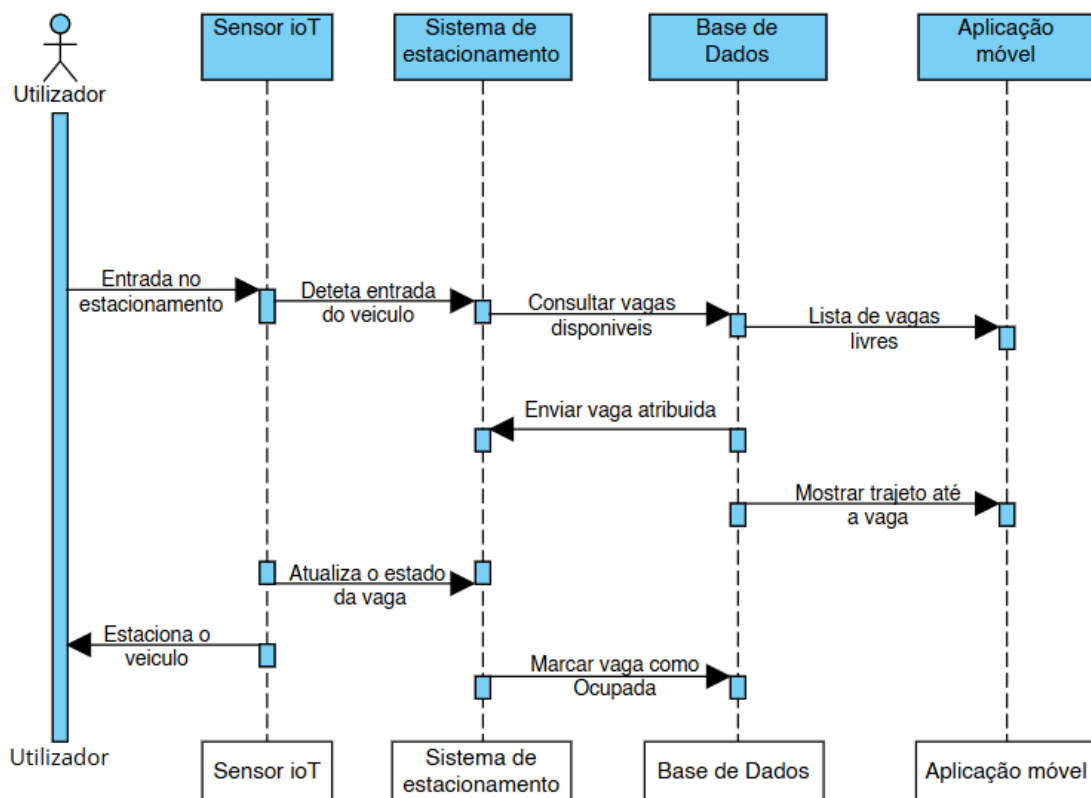 Sensor ioT
Sistema de
estacionamento
Base de
Dados
Aplicação
móvel
Utilizador
Entrada no
estacionamento
Deteta entrada
do veiculo
Consultar vagas
disponiveis
Lista de vagas
livres
Enviar vaga atribuida
Mostrar trajeto até
a vaga
Atualiza o estado
da vaga
Estaciona o
veiculo
Marcar vaga como
Ocupada
Utilizador
Sensor ioT
Sistema de
estacionamento
Base de Dados
Aplicação móvel